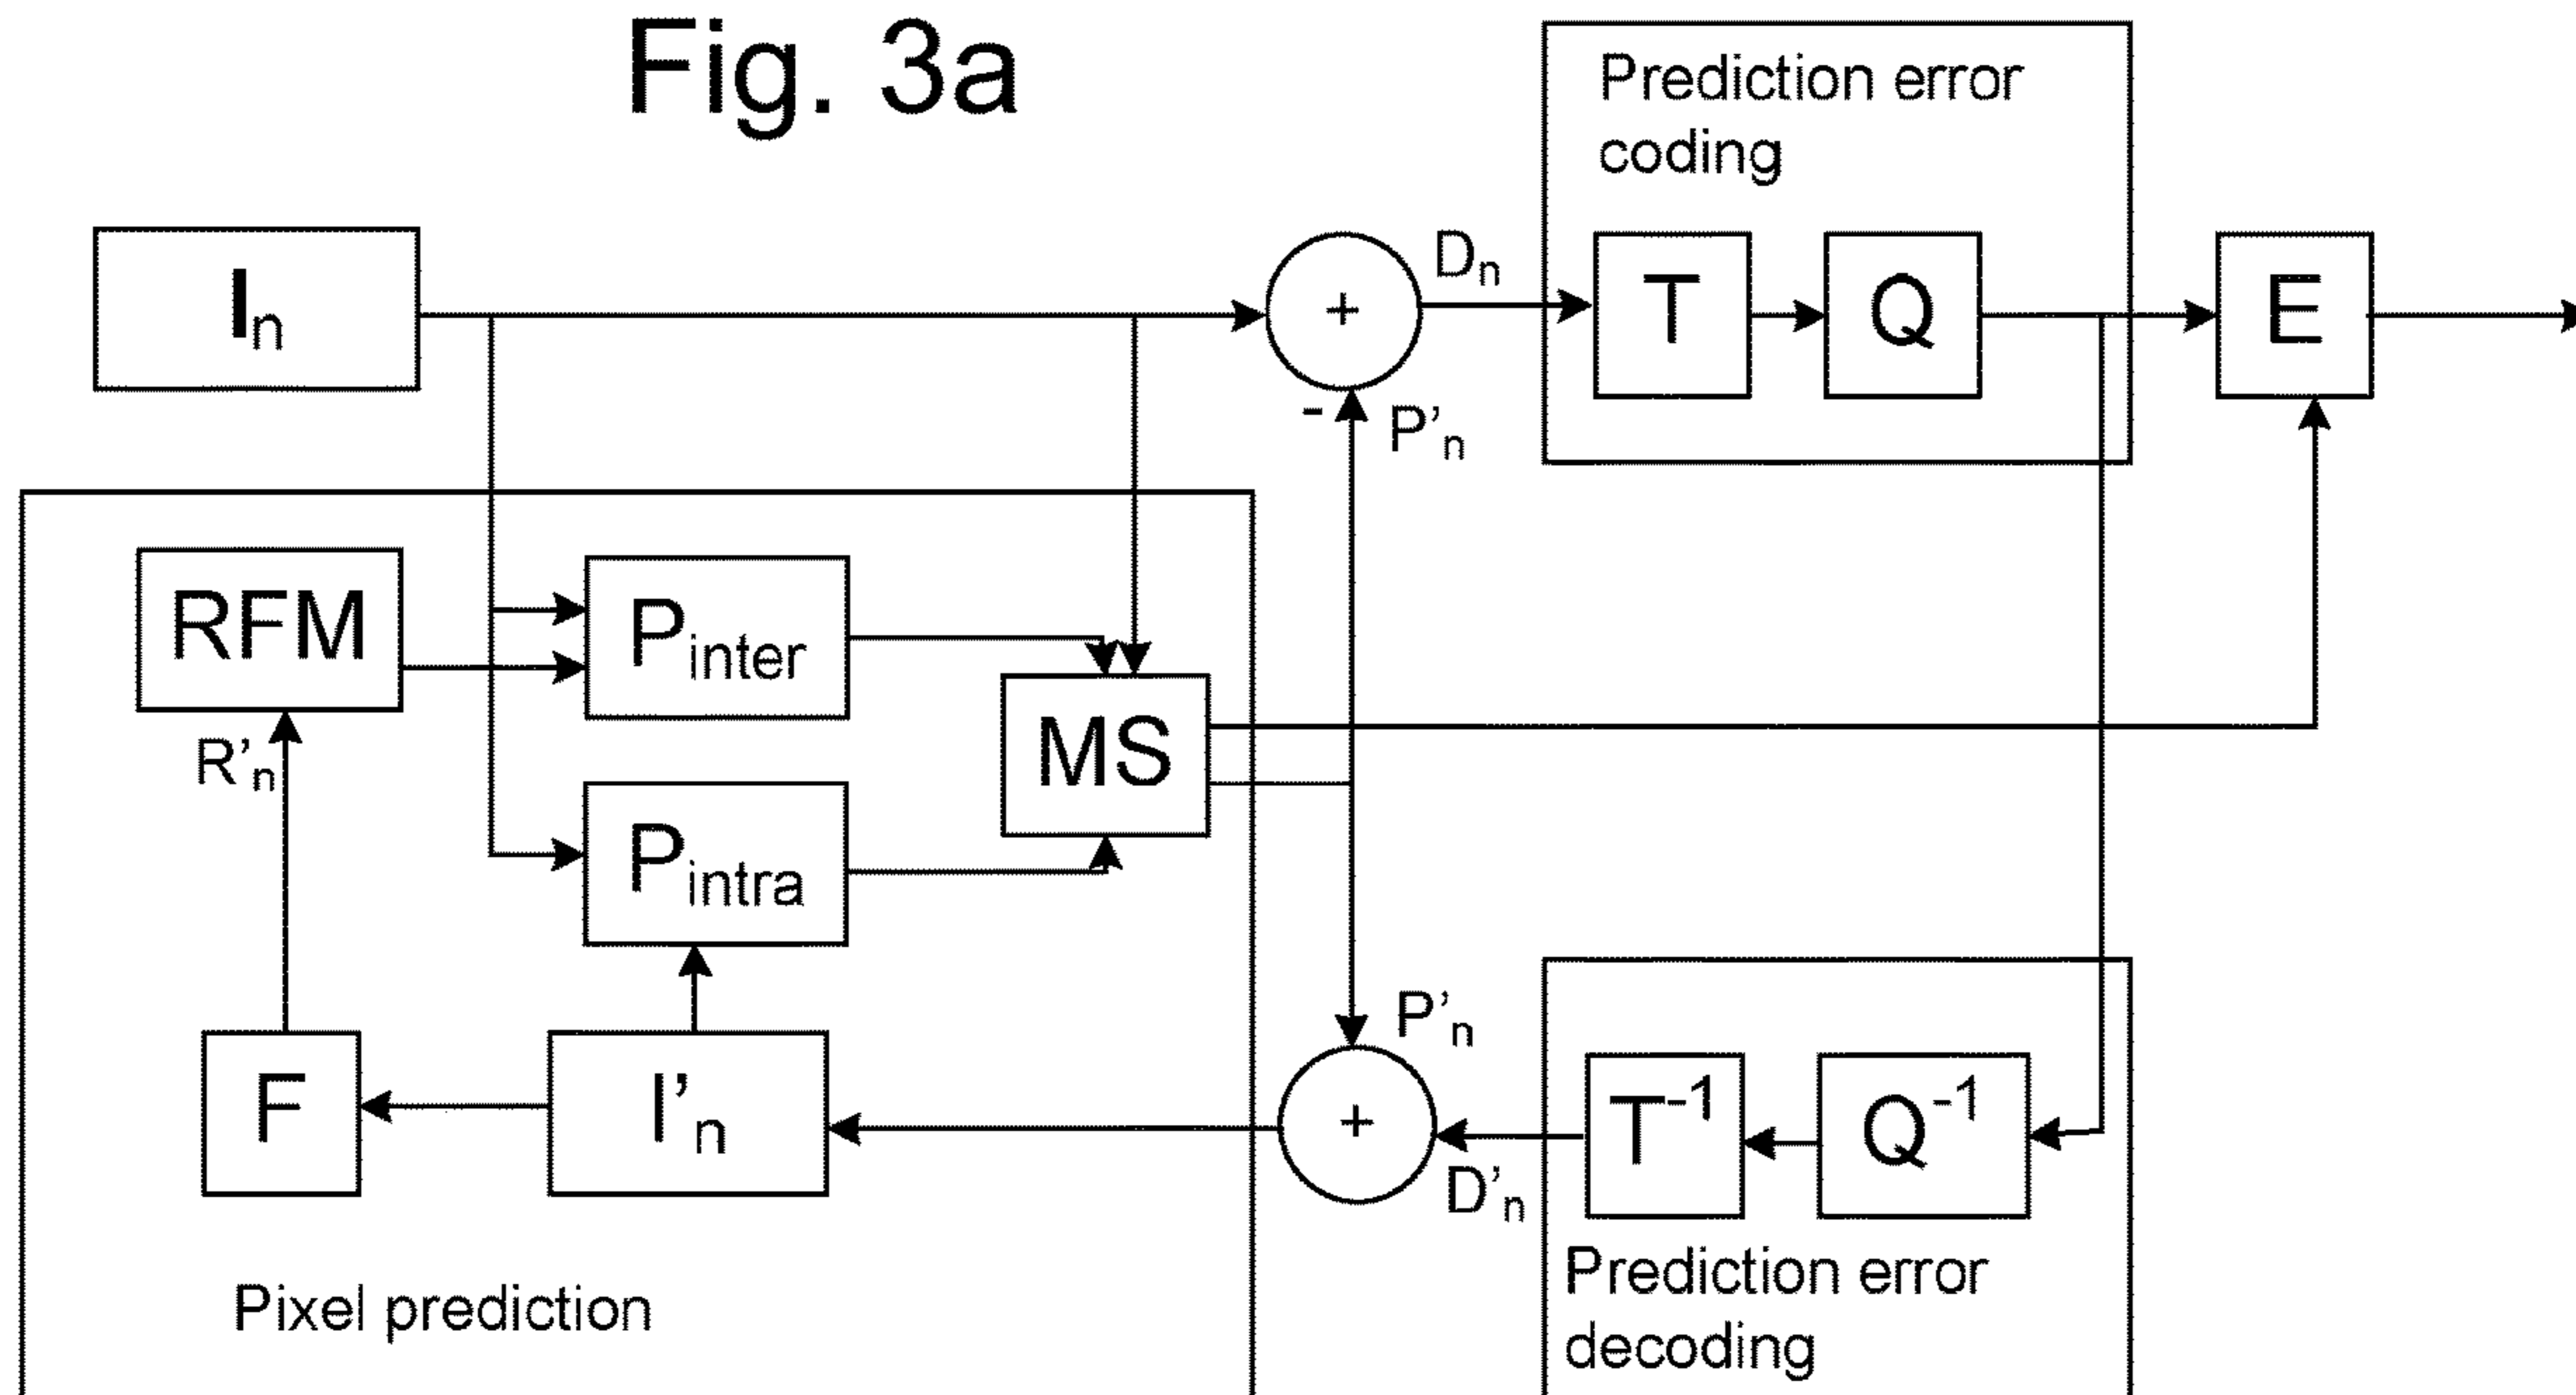 Fig. 3a
Prediction error
coding
Iₙ
+
Dₙ
T
Q
E
-
P’ₙ
RFM
Pinter
R’ₙ
MS
Pintra
P’ₙ
F
I’ₙ
+
D’ₙ
T⁻¹
Q⁻¹
Prediction error
decoding
Pixel prediction